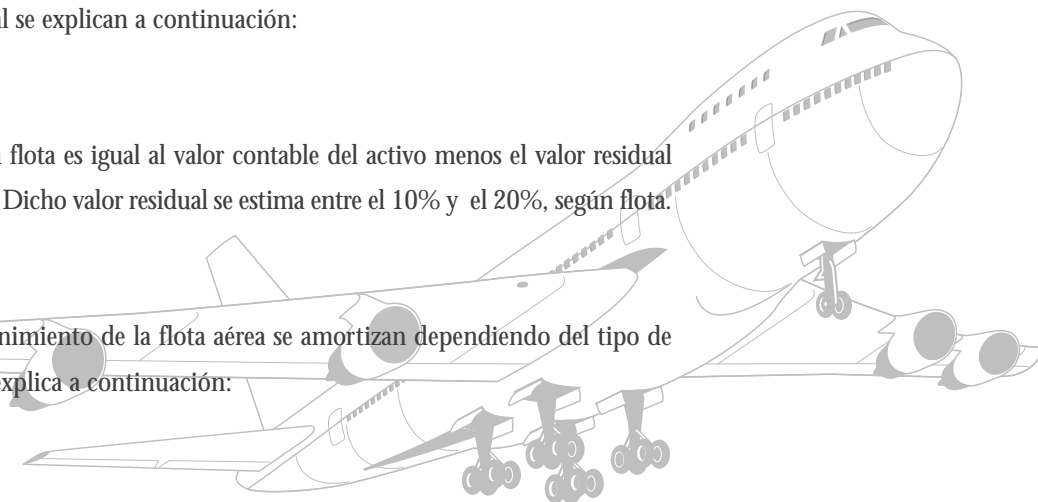 al se explican a continuación:
flota es igual al valor contable del activo menos el valor residual
Dicho valor residual se estima entre el 10% y el 20%, según flota.
nimiento de la flota aérea se amortizan dependiendo del tipo de
explica a continuación: